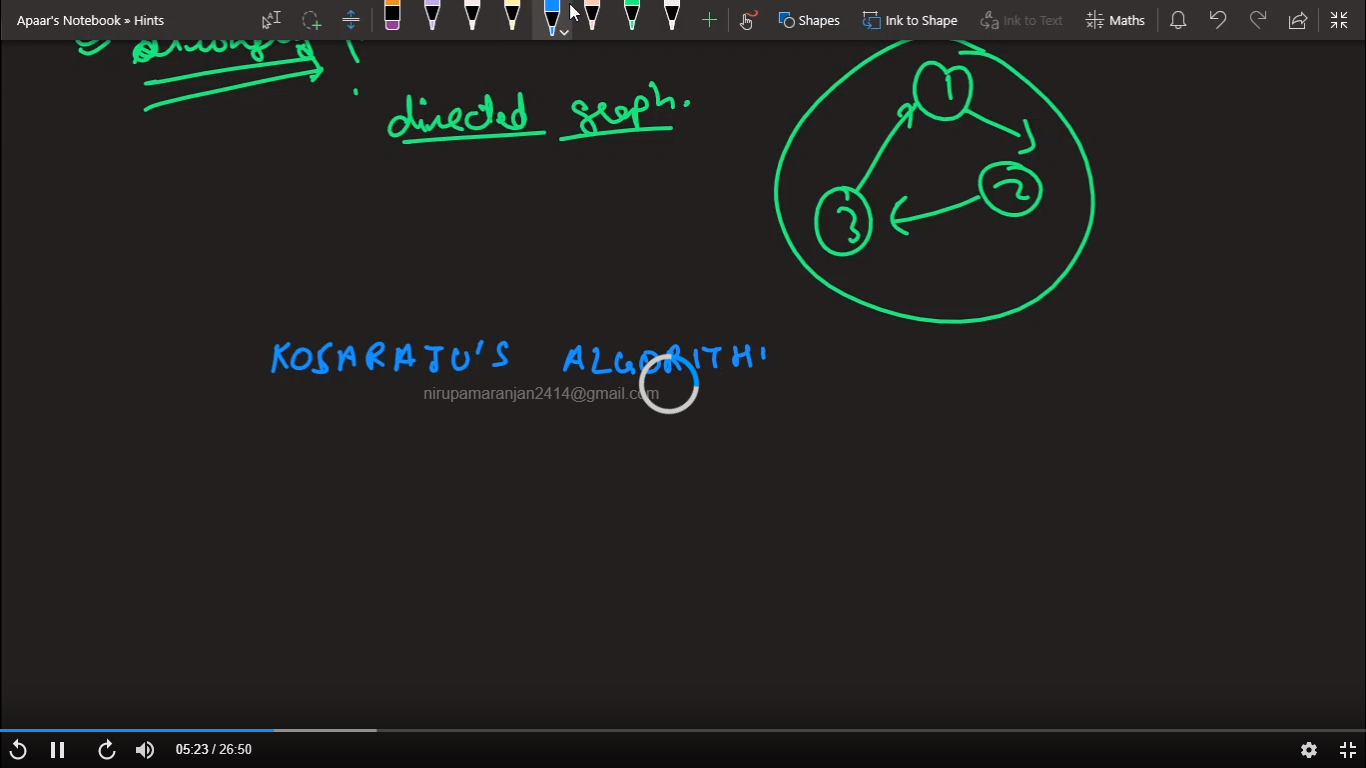 Apaar's Notebook » Hints
Shapes Ink to Shape Ink to Text Maths
directed graph.
1
2
3
KOSARAJU'S ALGORITH
nirupamaranjan2414@gmail.com
05:23 / 26:50